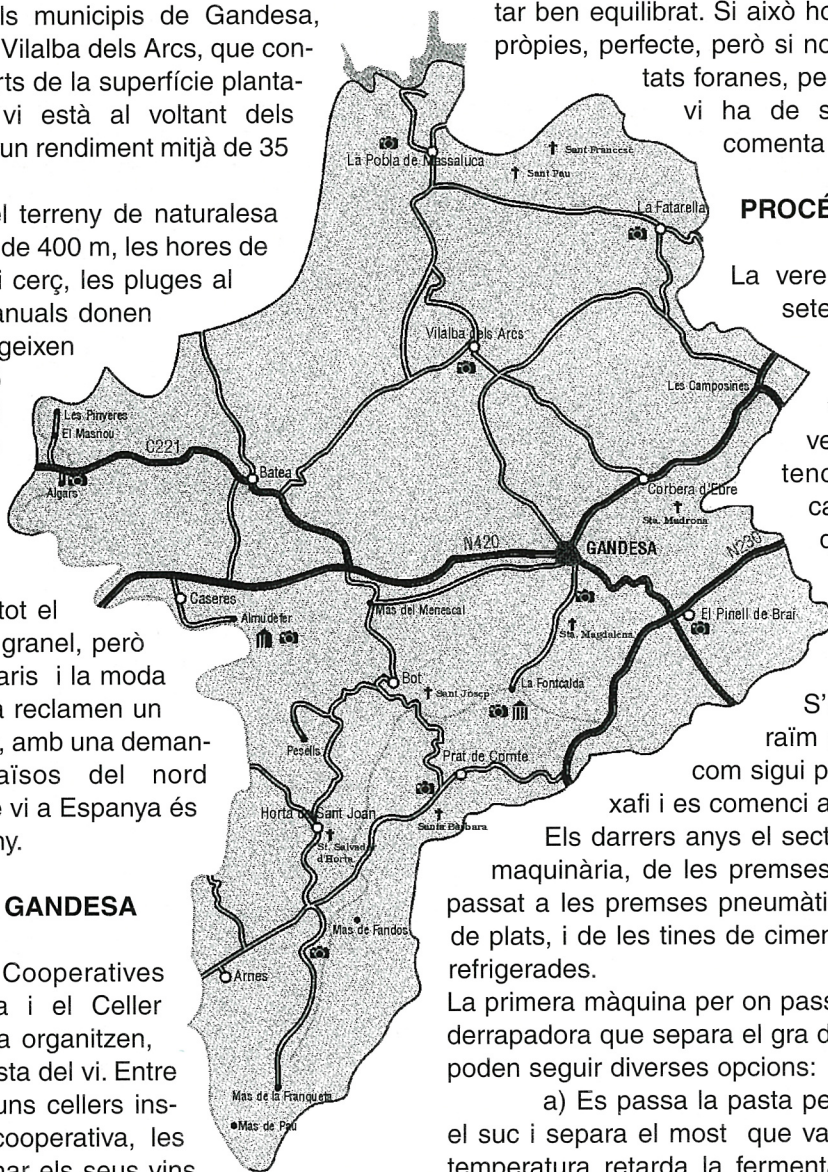 ls municipis de Gandesa,
Vilalba dels Arcs, que con-
rts de la superfície planta-
vi està al voltant dels
un rendiment mitjà de 35
el terreny de naturalesa
de 400 m, les hores de
i cerç, les pluges al
anuals donen
geixen
tot el
granel, però
aris i la moda
a reclamen un
, amb una deman-
aïsos del nord
e vi a Espanya és
ny.
GANDESA
Cooperatives
a i el Celler
a organitzen,
sta del vi. Entre
uns cellers ins-
cooperativa, les
nar els seus vins
tar ben equilibrat. Si això ho
pròpies, perfecte, però si no
tats foranes, pe
vi ha de s
comenta
PROCÉ
La vere
sete
ve
tenc
ca
S'
raïm
com sigui p
xafi i es comenci a
Els darrers anys el sect
maquinària, de les premses
passat a les premses pneumàti
de plats, i de les tines de cimen
refrigerades.
La primera màquina per on pass
derrapadora que separa el gra d
poden seguir diverses opcions:
a) Es passa la pasta pe
el suc i separa el most que va
temperatura retarda la ferment
La Pobla de Massaluca
Sant Francesc
Sant Pau
La Fatarella
Vilalba dels Arcs
Les Camposines
Les Pinyeres
El Masnou
C221
Algars
Batea
Corbera d'Ebre
Sta. Madrona
N420
GANDESA
N230
Caseres
Almudefer
Mas del Menescal
Sta. Magdalena
El Pinell de Brai
Bot
Sant Josep
La Fontcalda
Pesells
Prat de Comte
Horta de Sant Joan
St. Salvador
d'Horta
Santa Bàrbara
Mas de Fandos
Arnes
Mas de la Franqueta
Mas de Pau